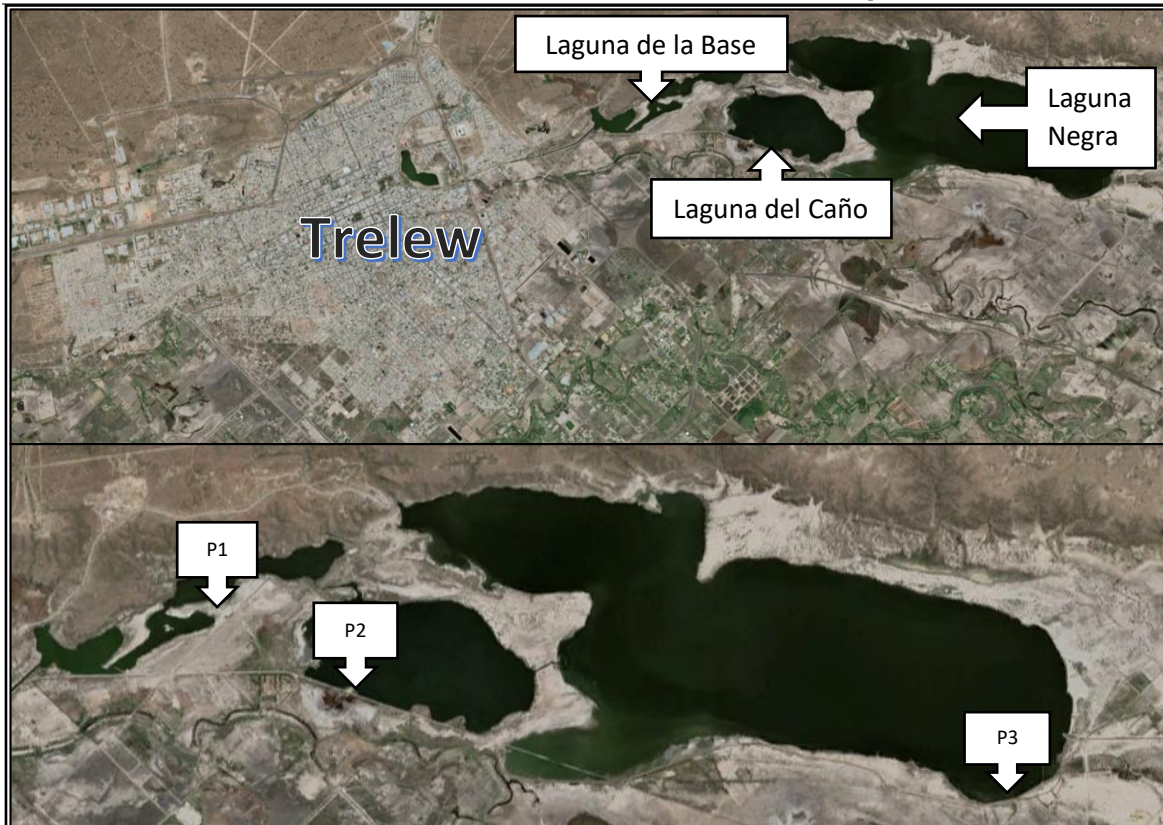 Laguna de la Base
Laguna
Negra
Laguna del Caño
Trelew
P1
P2
P3